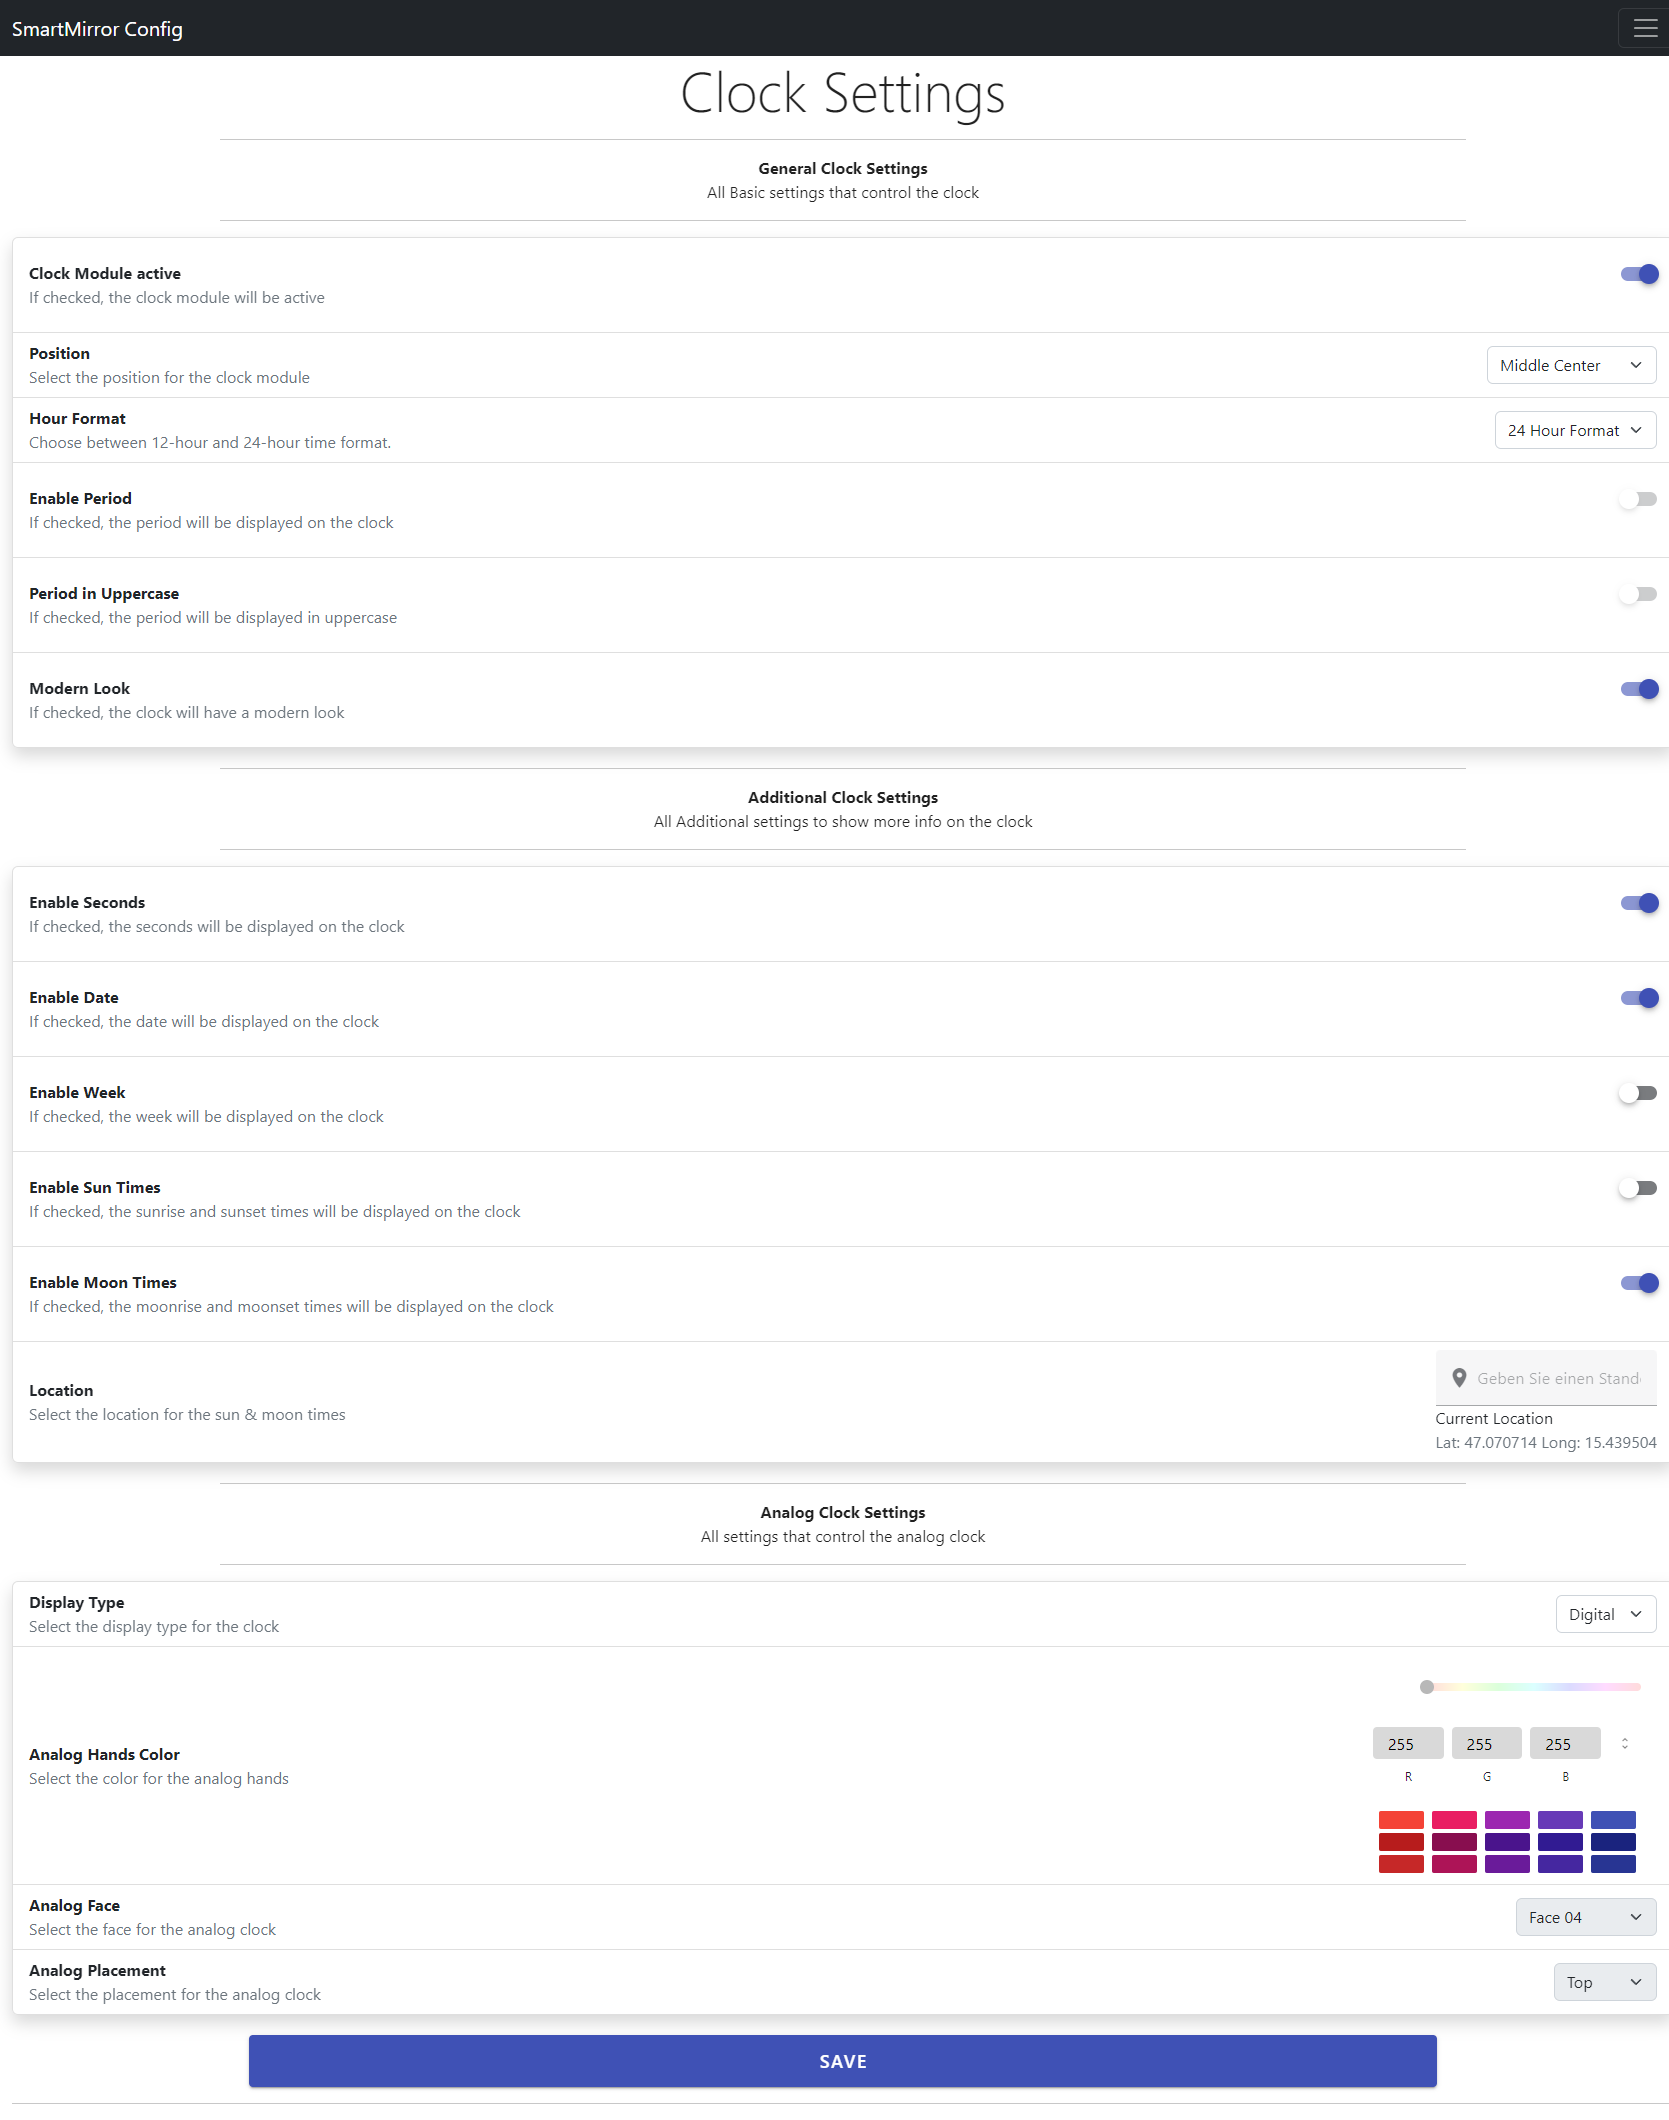 SmartMirror Config
Clock Settings
General Clock Settings
All Basic settings that control the clock
Clock Module active
If checked, the clock module will be active
Position
Select the position for the clock module
Middle Center
Hour Format
Choose between 12-hour and 24-hour time format.
24 Hour Format
Enable Period
If checked, the period will be displayed on the clock
Period in Uppercase
If checked, the period will be displayed in uppercase
Modern Look
If checked, the clock will have a modern look
Additional Clock Settings
All Additional settings to show more info on the clock
Enable Seconds
If checked, the seconds will be displayed on the clock
Enable Date
If checked, the date will be displayed on the clock
Enable Week
If checked, the week will be displayed on the clock
Enable Sun Times
If checked, the sunrise and sunset times will be displayed on the clock
Enable Moon Times
If checked, the moonrise and moonset times will be displayed on the clock
Location
Select the location for the sun & moon times
Geben Sie einen Stand
Current Location
Lat: 47.070714 Long: 15.439504
Analog Clock Settings
All settings that control the analog clock
Display Type
Select the display type for the clock
Digital
Analog Hands Color
Select the color for the analog hands
255 255 255
R G B
Analog Face
Select the face for the analog clock
Face 04
Analog Placement
Select the placement for the analog clock
Top
SAVE